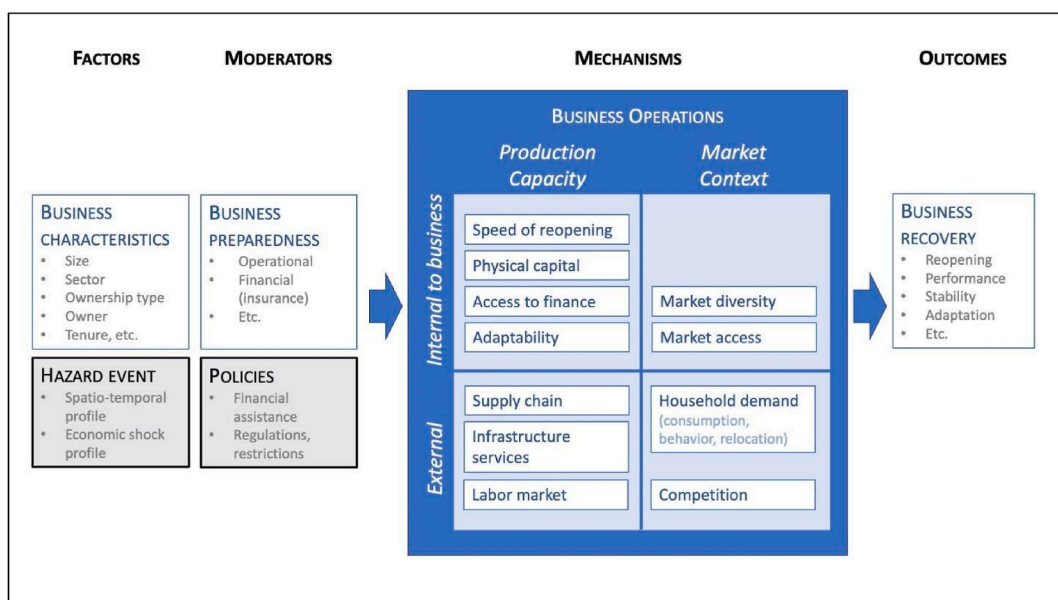 FACTORS
MODERATORS
MECHANISMS
OUTCOMES
BUSINESS
CHARACTERISTICS
• Size
• Sector
• Ownership type
• Owner
• Tenure, etc.
HAZARD EVENT
• Spatio-temporal
profile
• Economic shock
profile
BUSINESS
PREPAREDNESS
• Operational
• Financial
(insurance)
• Etc.
POLICIES
• Financial
assistance
• Regulations,
restrictions
BUSINESS OPERATIONS
Production
Capacity
Market
Context
Internal to business
Speed of reopening
Physical capital
Access to finance
Adaptability
Market diversity
Market access
External
Supply chain
Infrastructure
services
Labor market
Household demand
(consumption,
behavior, relocation)
Competition
BUSINESS
RECOVERY
• Reopening
• Performance
• Stability
• Adaptation
• Etc.